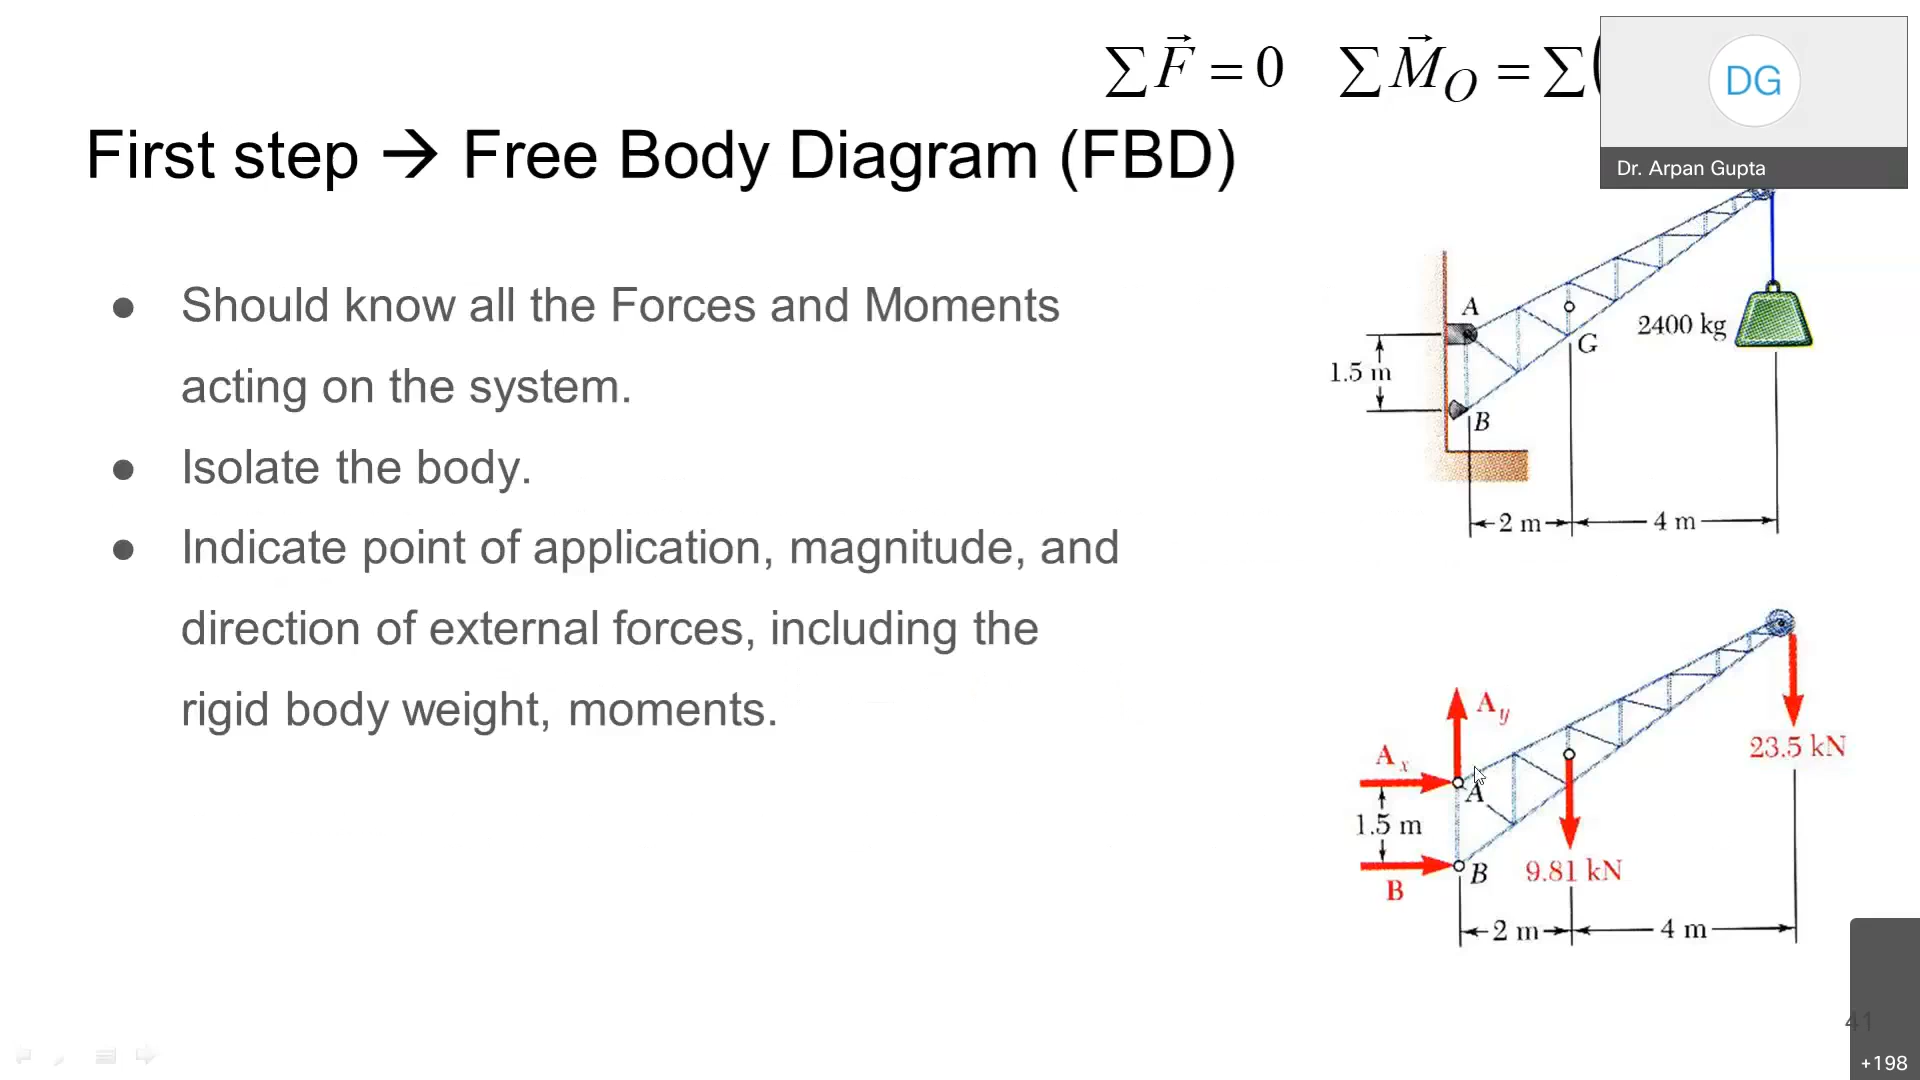 ∑F⃗ = 0   ∑M⃗_O = ∑(
DG
Dr. Arpan Gupta
First step → Free Body Diagram (FBD)
● Should know all the Forces and Moments
acting on the system.
● Isolate the body.
● Indicate point of application, magnitude, and
direction of external forces, including the
rigid body weight, moments.
A
2400 kg
G
1.5 m
B
2 m
4 m
A_y
23.5 kN
A_x
A
1.5 m
B
9.81 kN
B
2 m
4 m
41
+198